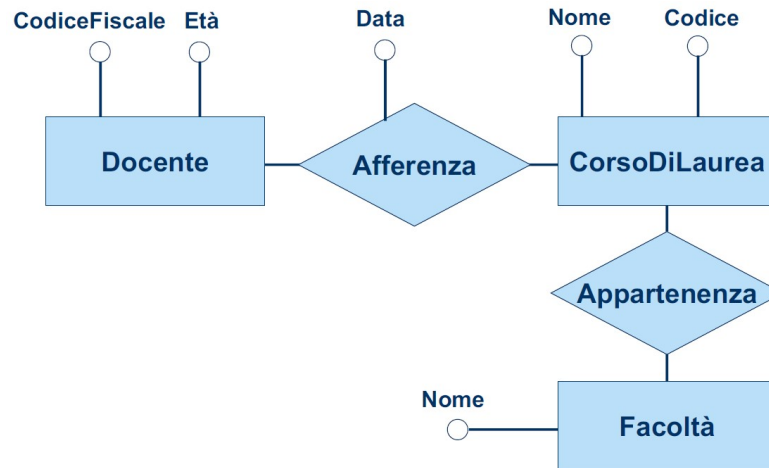 CodiceFiscale Età Data Nome Codice
Docente Afferenza CorsoDiLaurea
Appartenenza
Nome
Facoltà